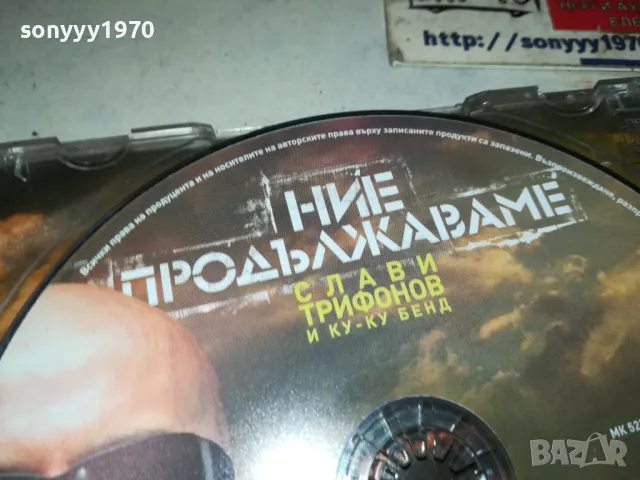 sonyyy1970
http://sonyyy1970
Всички права на продуцента и на носителите на авторските права върху записаните продукти са запазени. Възпроизвеждане,
НИЕ
ПРОДЪЛЖАВАМЕ
СЛАВИ
ТРИФОНОВ
И КУ-КУ БЕНД
bazar